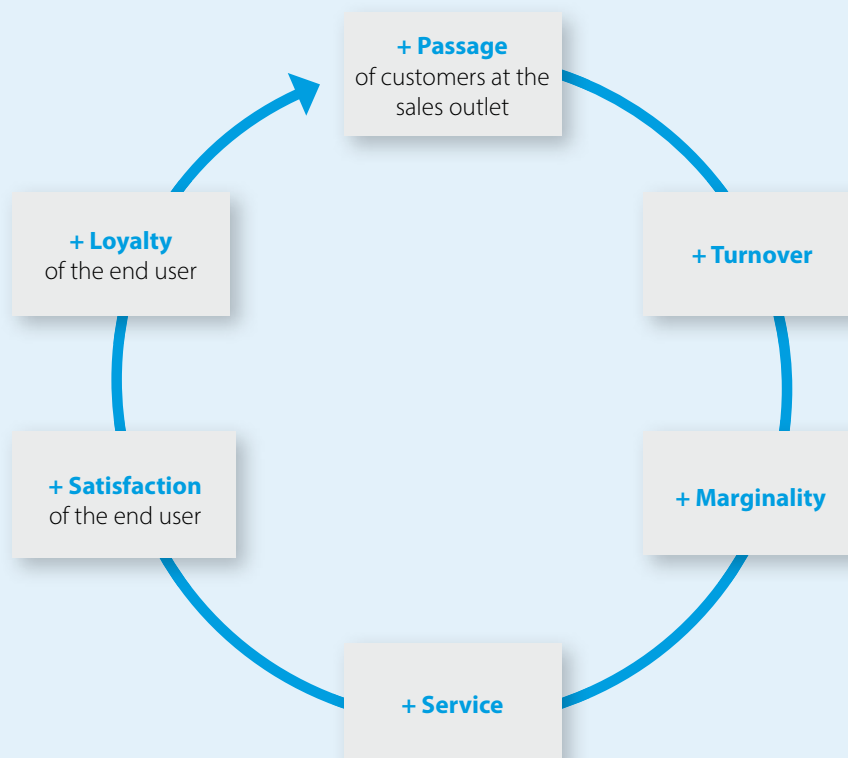 + Passage
of customers at the
sales outlet
+ Turnover
+ Marginality
+ Service
+ Satisfaction
of the end user
+ Loyalty
of the end user